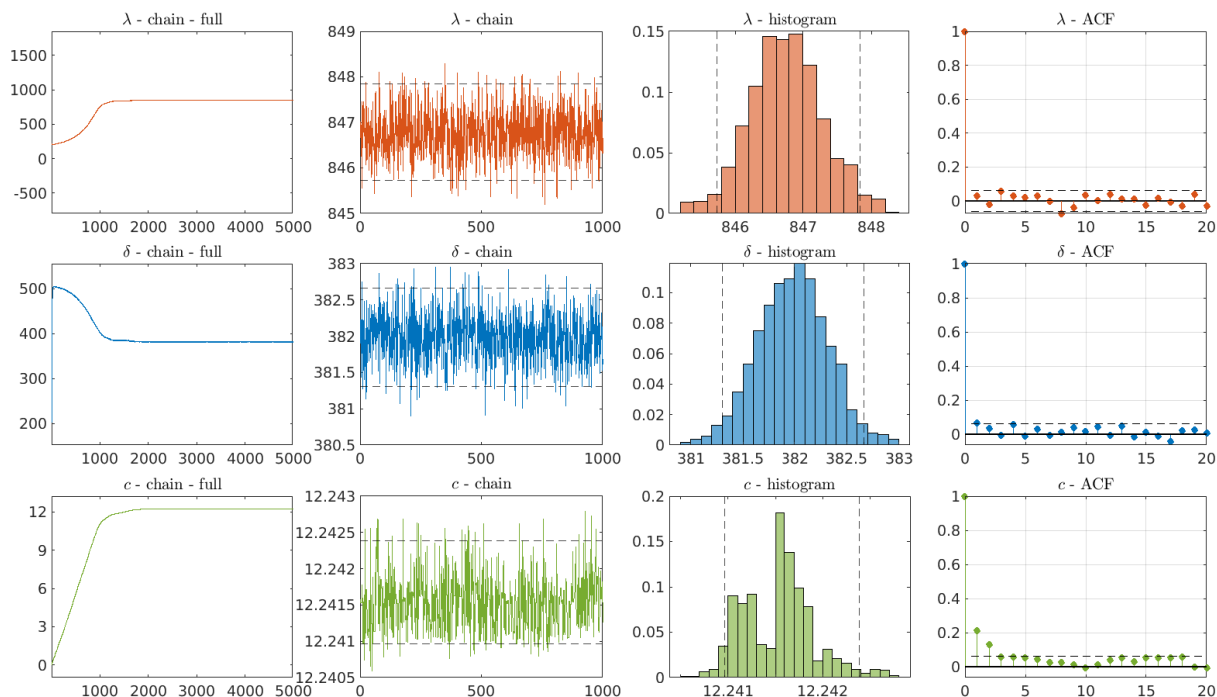 λ - chain - full
λ - chain
λ - histogram
λ - ACF
1500
1000
500
0
-500
1000 2000 3000 4000 5000
849
848
847
846
845
0 500 1000
0.15
0.1
0.05
0
846 847 848
1
0.8
0.6
0.4
0.2
0
0 5 10 15 20
δ - chain - full
δ - chain
δ - histogram
δ - ACF
500
400
300
200
1000 2000 3000 4000 5000
383
382.5
382
381.5
381
380.5
0 500 1000
0.1
0.08
0.06
0.04
0.02
0
381 381.5 382 382.5 383
1
0.8
0.6
0.4
0.2
0
0 5 10 15 20
c - chain - full
c - chain
c - histogram
c - ACF
12
9
6
3
0
1000 2000 3000 4000 5000
12.243
12.2425
12.242
12.2415
12.241
12.2405
0 500 1000
0.2
0.15
0.1
0.05
0
12.241 12.242
1
0.8
0.6
0.4
0.2
0
0 5 10 15 20